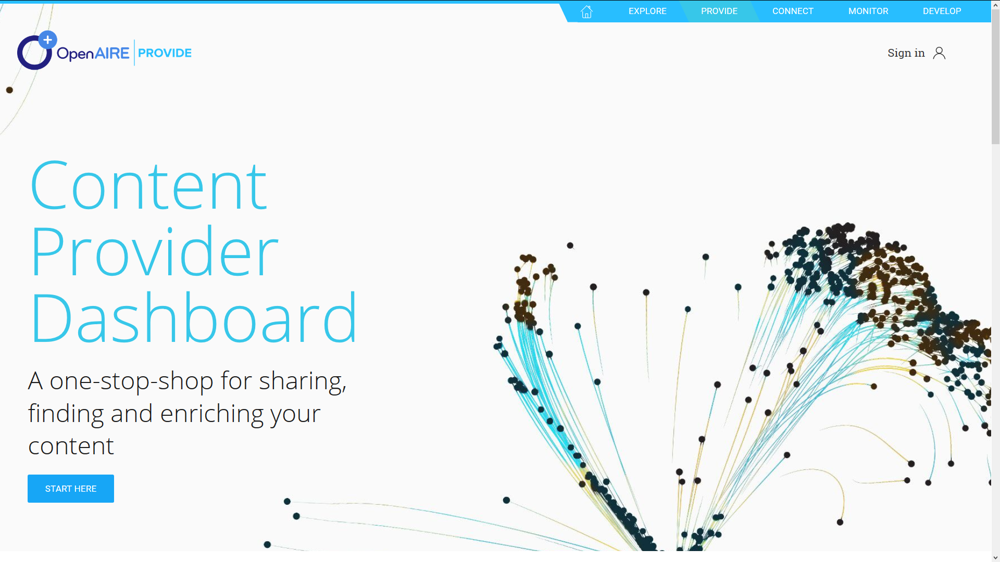 EXPLORE PROVIDE CONNECT MONITOR DEVELOP
OpenAIRE PROVIDE
Sign in
Content
Provider
Dashboard
A one-stop-shop for sharing,
finding and enriching your
content
START HERE